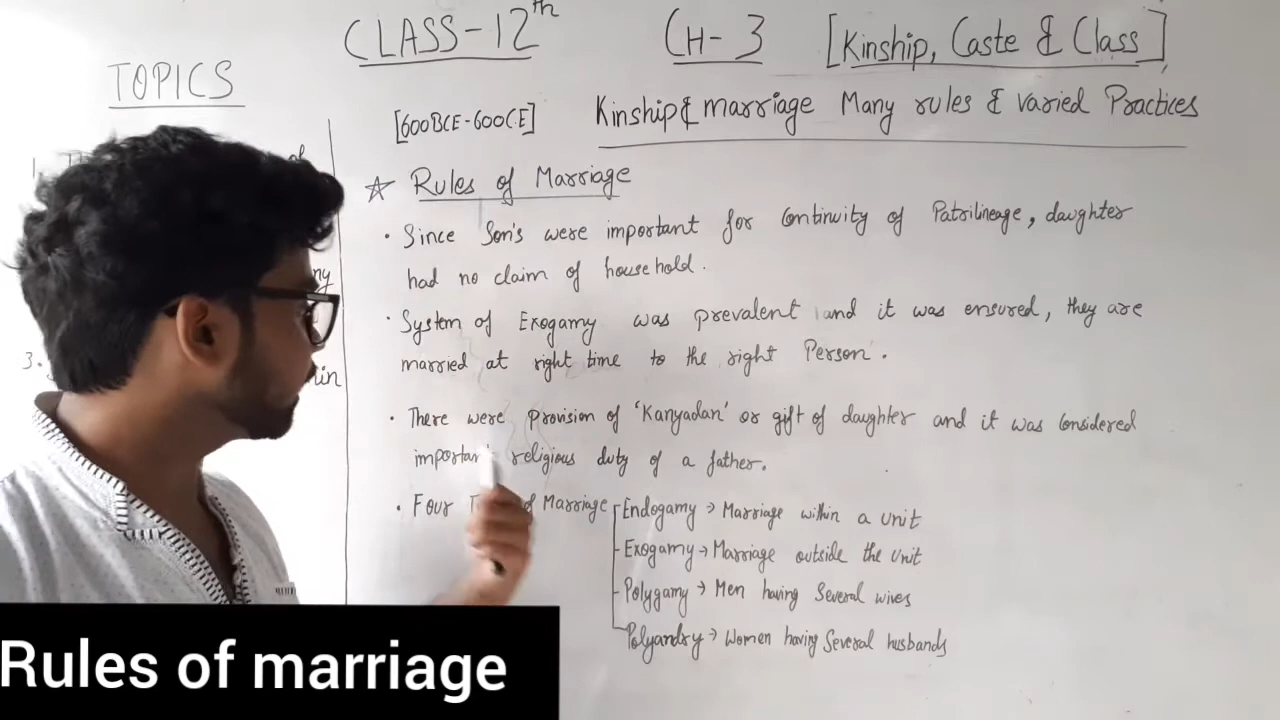 CLASS-12th CH-3 [Kinship, Caste & Class]
TOPICS
[600BCE-600CE] Kinship & marriage Many rules & varied Practices
1.
3.
☆ Rules of Marriage
• Since Son's were important for Continuity of Patrilineage, daughter
had no claim of household.
• System of Exogamy was prevalent and it was ensured, they are
married at right time to the right Person.
• There were provision of 'Kanyadan' or gift of daughter and it was Considered
important religious duty of a father.
• Four Marriage
Endogamy → Marriage within a unit
Exogamy → Marriage outside the unit
Polygamy → Men having Several wives
Polyandry → Women having Several husbands
Rules of marriage